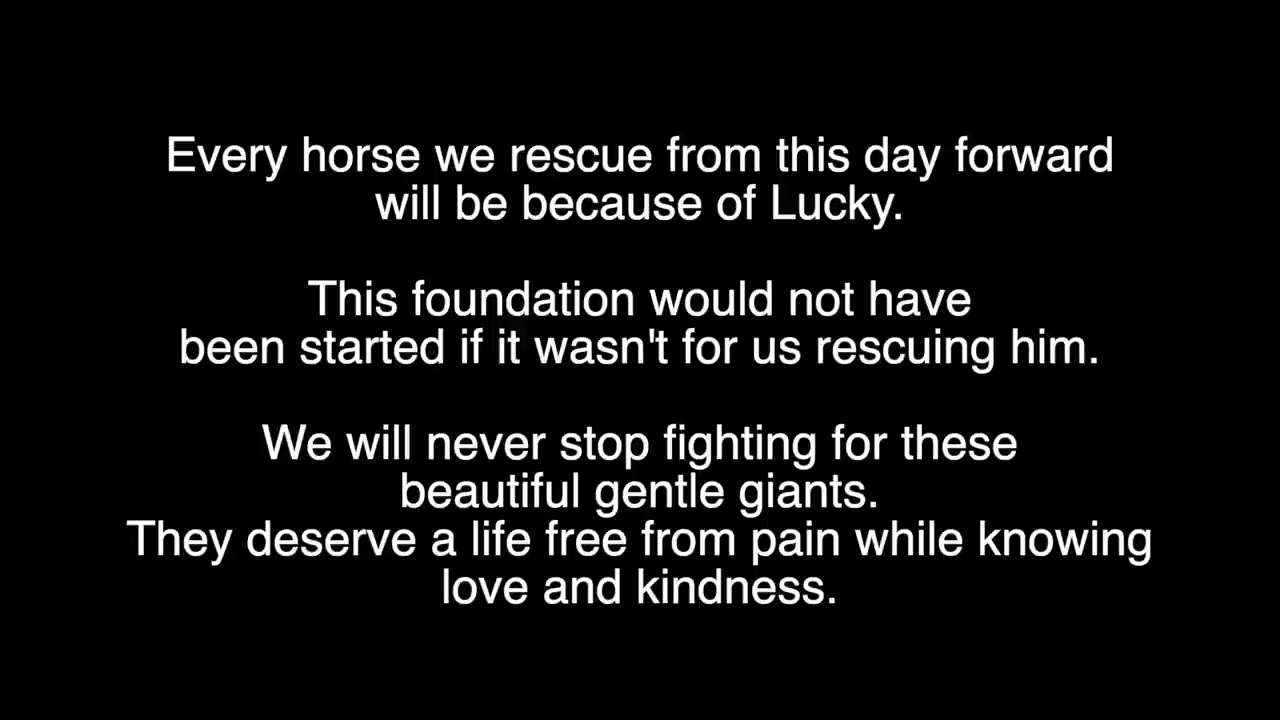 Every horse we rescue from this day forward
will be because of Lucky.
This foundation would not have
been started if it wasn't for us rescuing him.
We will never stop fighting for these
beautiful gentle giants.
They deserve a life free from pain while knowing
love and kindness.